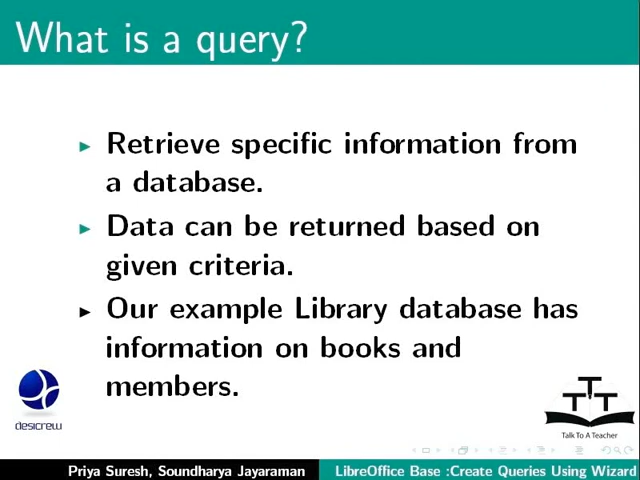 What is a query?
Retrieve specific information from
a database.
Data can be returned based on
given criteria.
Our example Library database has
information on books and
members.
desicrew
TTT
Talk To A Teacher
Priya Suresh, Soundharya Jayaraman
LibreOffice Base :Create Queries Using Wizard